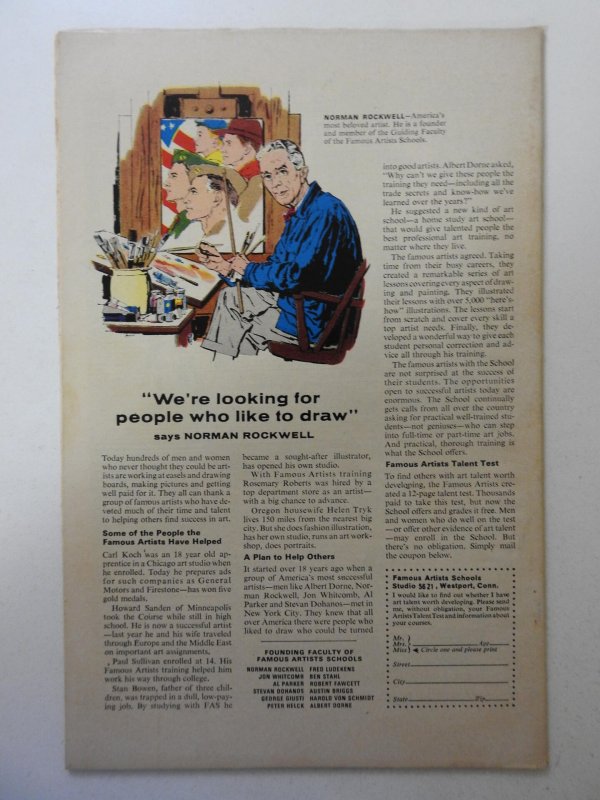 NORMAN ROCKWELL—America's
most beloved artist. He is a founder
and member of the Guiding Faculty
of the Famous Artists Schools.
"We're looking for
people who like to draw"
says NORMAN ROCKWELL
Today hundreds of men and women
who never thought they could be art-
ists are working at easels and drawing
boards, making pictures and getting
well paid for it. They all can thank a
group of famous artists who have de-
voted much of their time and talent
to helping others find success in art.
Some of the People the
Famous Artists Have Helped
Carl Koch was an 18 year old ap-
prentice in a Chicago art studio when
he enrolled. Today he prepares ads
for such companies as General
Motors and Firestone—has won five
gold medals.
Howard Sanden of Minneapolis
took the Course while still in high
school. He is now a successful artist
—last year he and his wife traveled
through Europe and the Middle East
on important art assignments.
Paul Sullivan enrolled at 14. His
Famous Artists training helped him
work his way through college.
Stan Bowen, father of three chil-
dren, was trapped in a dull, low-pay-
ing job. By studying with FAS he
became a sought-after illustrator,
has opened his own studio.
With Famous Artists training
Rosemary Roberts was hired by a
top department store as an artist—
with a big chance to advance.
Oregon housewife Helen Tryk
lives 150 miles from the nearest big
city. But she does fashion illustration,
has her own studio, runs an art work-
shop, does portraits.
A Plan to Help Others
It started over 18 years ago when a
group of America's most successful
artists—men like Albert Dorne, Nor-
man Rockwell, Jon Whitcomb, Al
Parker and Stevan Dohanos—met in
New York City. They knew that all
over America there were people who
liked to draw who could be turned
into good artists. Albert Dorne asked,
"Why can't we give these people the
training they need—including all the
trade secrets and know-how we've
learned over the years?"
He suggested a new kind of art
school—a home study art school—
that would give talented people the
best professional art training, no
matter where they live.
The famous artists agreed. Taking
time from their busy careers, they
created a remarkable series of art
lessons covering every aspect of draw-
ing and painting. They illustrated
their lessons with over 5,000 "here's-
how" illustrations. The lessons start
from scratch and cover every skill a
top artist needs. Finally, they de-
veloped a wonderful way to give each
student personal correction and ad-
vice all through his training.
The famous artists with the School
are not surprised at the success of
their students. The opportunities
open to successful artists today are
enormous. The School continually
gets calls from all over the country
asking for practical well-trained stu-
dents—not geniuses—who can step
into full-time or part-time art jobs.
And practical, thorough training is
what the School offers.
Famous Artists Talent Test
To find others with art talent worth
developing, the Famous Artists cre-
ated a 12-page talent test. Thousands
paid to take this test, but now the
School offers and grades it free. Men
and women who do well on the test
—or offer other evidence of art talent
—may enroll in the School. But
there's no obligation. Simply mail
the coupon below.
FOUNDING FACULTY OF
FAMOUS ARTISTS SCHOOLS
NORMAN ROCKWELL FRED LUDEKENS
JON WHITCOMB BEN STAHL
AL PARKER ROBERT FAWCETT
STEVAN DOHANOS AUSTIN BRIGGS
GEORGE GIUSTI HAROLD VON SCHMIDT
PETER HELCK ALBERT DORNE
Famous Artists Schools
Studio 5621, Westport, Conn.
I would like to find out whether I have
art talent worth developing. Please send
me, without obligation, your Famous
Artists Talent Test and information about
your courses.
Mr.
Mrs. Age
Miss Circle one and please print
Street
City
State Zip